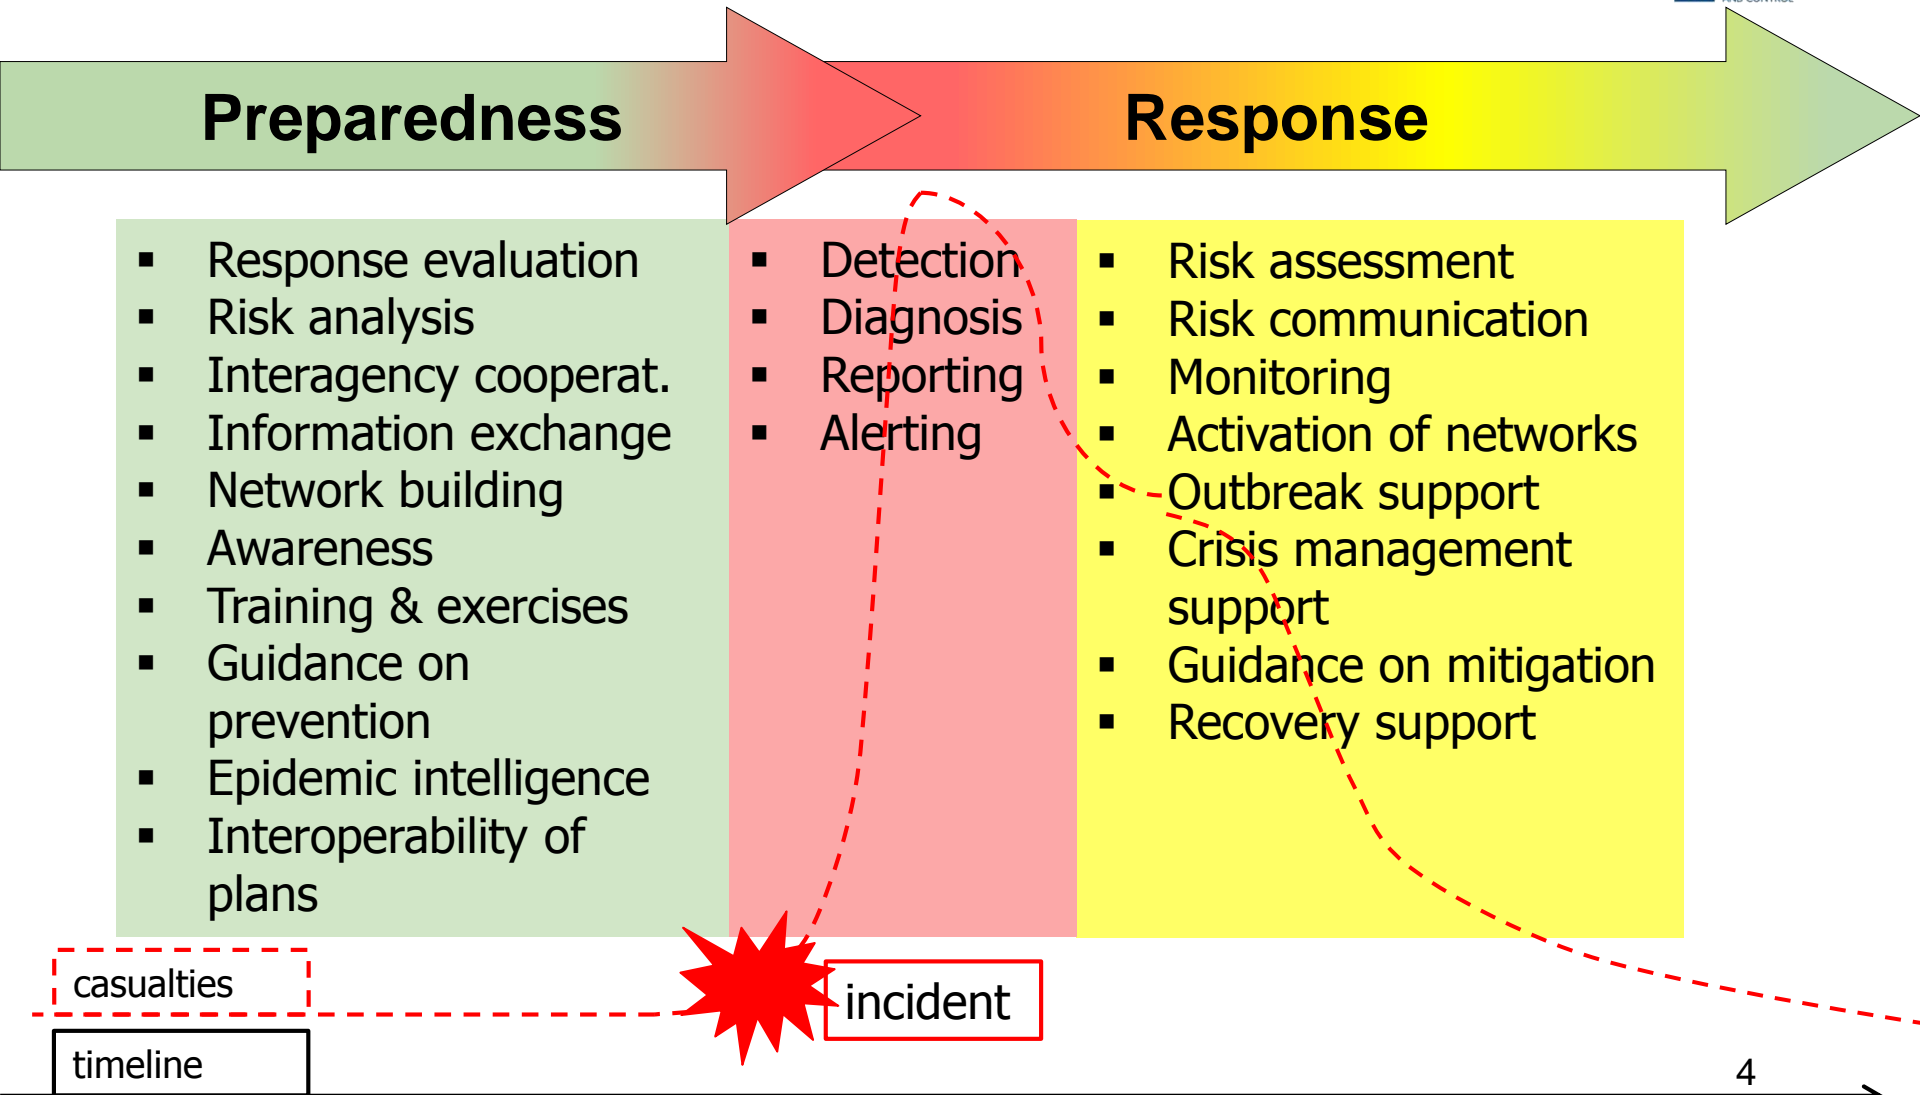 AND CONTROL
Preparedness
Response
▪ Response evaluation
▪ Risk analysis
▪ Interagency cooperat.
▪ Information exchange
▪ Network building
▪ Awareness
▪ Training & exercises
▪ Guidance on
prevention
▪ Epidemic intelligence
▪ Interoperability of
plans
▪ Detection
▪ Diagnosis
▪ Reporting
▪ Alerting
▪ Risk assessment
▪ Risk communication
▪ Monitoring
▪ Activation of networks
▪ Outbreak support
▪ Crisis management
support
▪ Guidance on mitigation
▪ Recovery support
casualties
incident
timeline
4